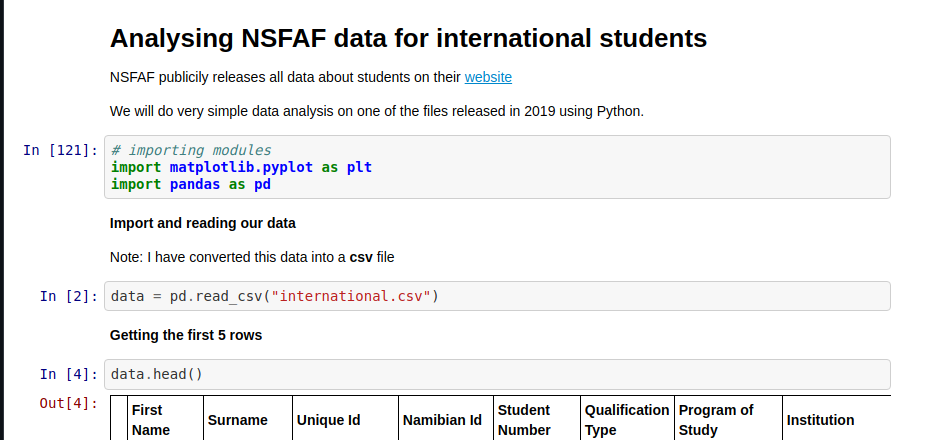 Analysing NSFAF data for international students
NSFAF publicily releases all data about students on their website
We will do very simple data analysis on one of the files released in 2019 using Python.
In [121]: # importing modules
import matplotlib.pyplot as plt
import pandas as pd
Import and reading our data
Note: I have converted this data into a csv file
In [2]: data = pd.read_csv("international.csv")
Getting the first 5 rows
In [4]: data.head()
Out[4]:
First Name Surname Unique Id Namibian Id Student Number Qualification Type Program of Study Institution